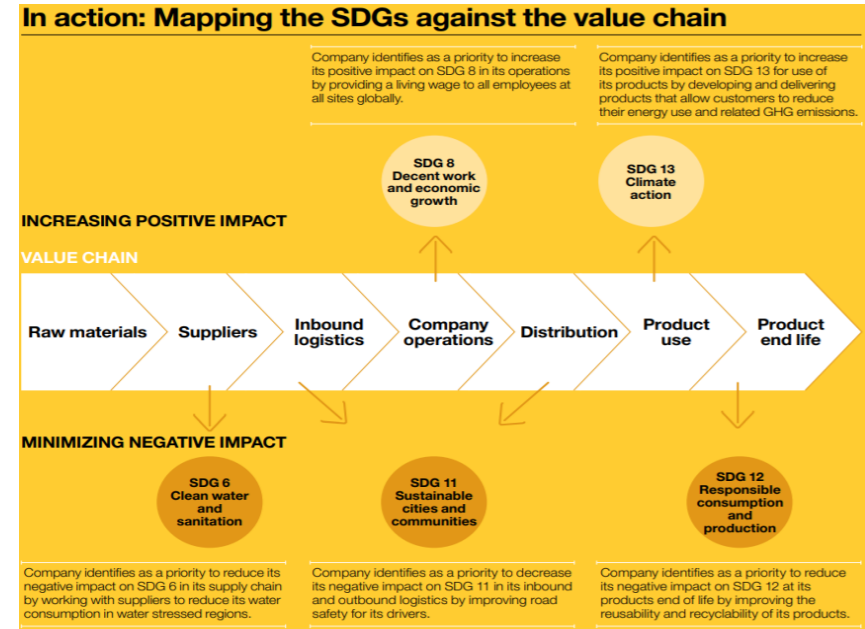 In action: Mapping the SDGs against the value chain
Company identifies as a priority to increase
its positive impact on SDG 8 in its operations
by providing a living wage to all employees at
all sites globally.
Company identifies as a priority to increase
its positive impact on SDG 13 for use of
its products by developing and delivering
products that allow customers to reduce
their energy use and related GHG emissions.
SDG 8
Decent work
and economic
growth
SDG 13
Climate
action
INCREASING POSITIVE IMPACT
VALUE CHAIN
Raw materials
Suppliers
Inbound
logistics
Company
operations
Distribution
Product
use
Product
end life
MINIMIZING NEGATIVE IMPACT
SDG 6
Clean water
and
sanitation
SDG 11
Sustainable
cities and
communities
SDG 12
Responsible
consumption
and
production
Company identifies as a priority to reduce its
negative impact on SDG 6 in its supply chain
by working with suppliers to reduce its water
consumption in water stressed regions.
Company identifies as a priority to decrease
its negative impact on SDG 11 in its inbound
and outbound logistics by improving road
safety for its drivers.
Company identifies as a priority to reduce
its negative impact on SDG 12 at its
products end of life by improving the
reusability and recyclability of its products.